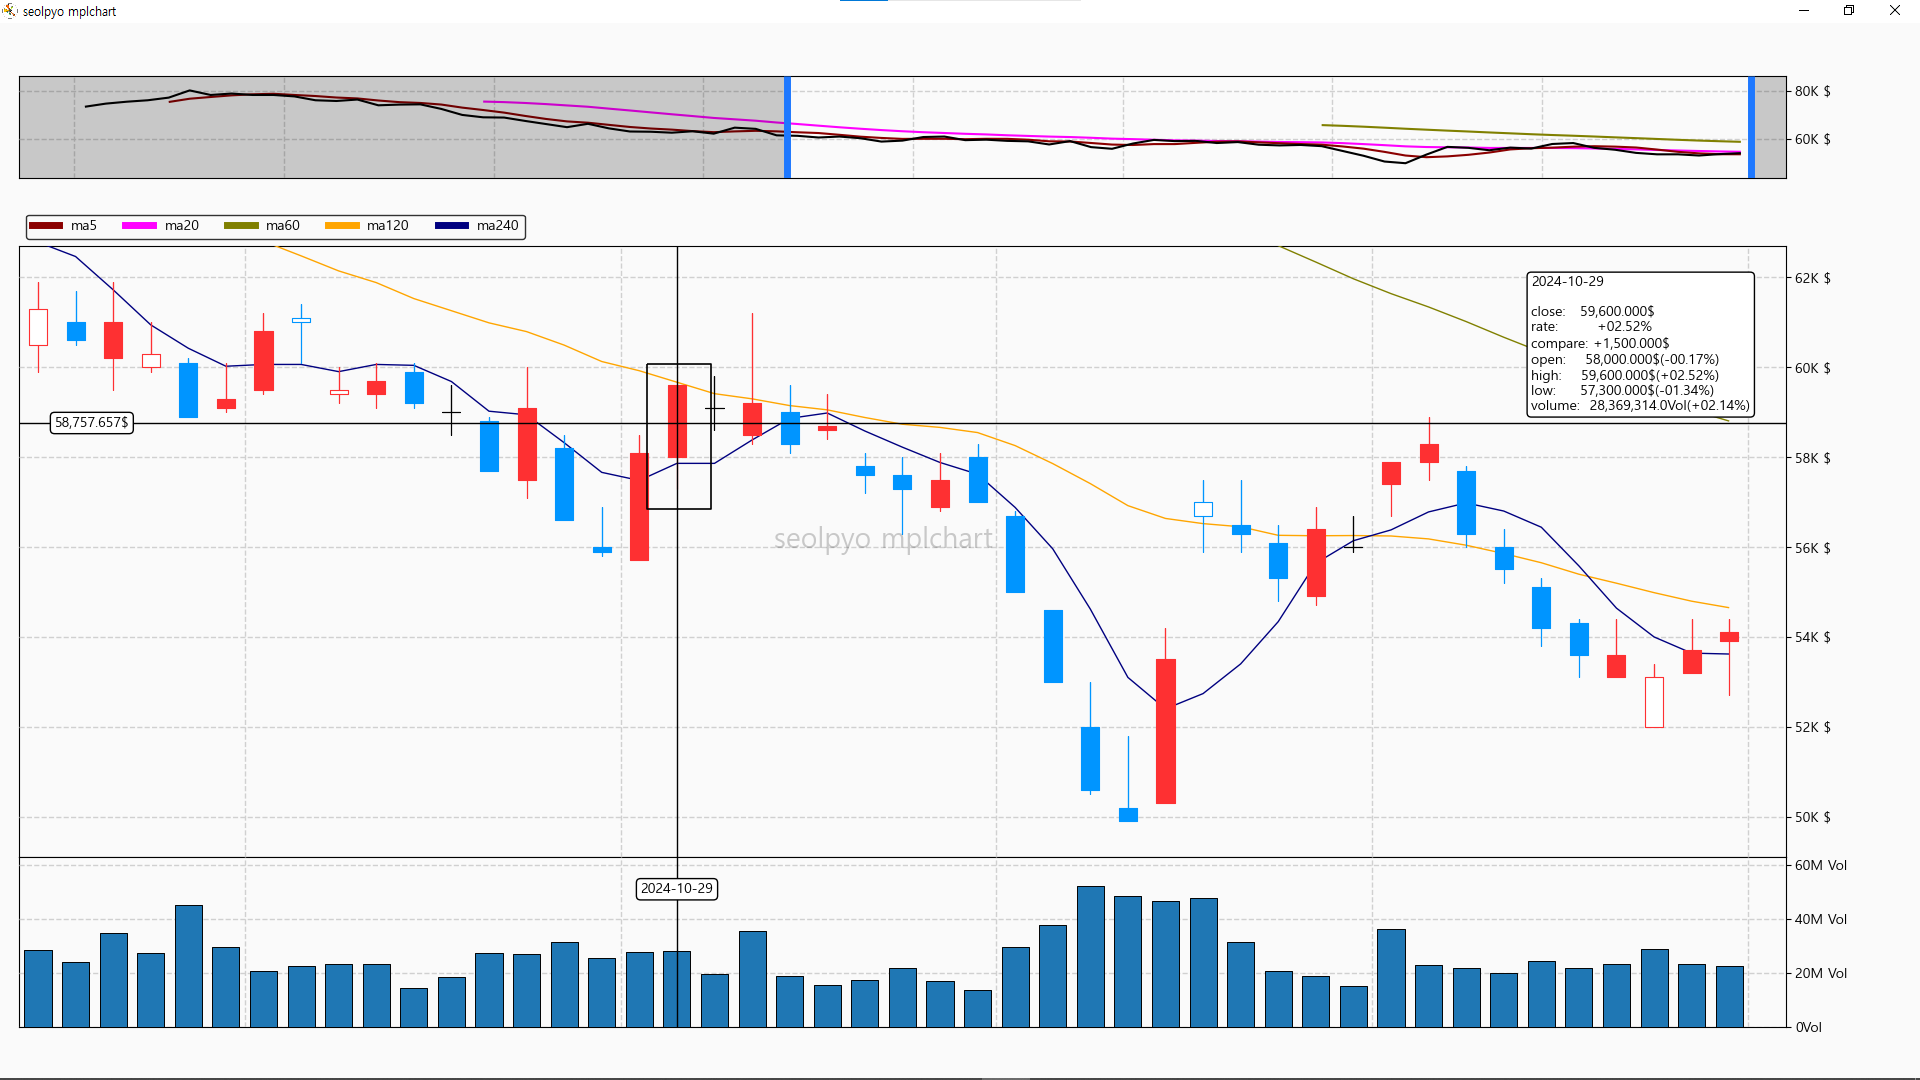 seolpyo mplchart
80K $
60K $
ma5 ma20 ma60 ma120 ma240
62K $
60K $
58K $
56K $
54K $
52K $
50K $
2024-10-29
close: 59,600.000$
rate: +02.52%
compare: +1,500.000$
open: 58,000.000$(-00.17%)
high: 59,600.000$(+02.52%)
low: 57,300.000$(-01.34%)
volume: 28,369,314.0Vol(+02.14%)
58,757.657$
seolpyo mplchart
60M Vol
40M Vol
20M Vol
0Vol
2024-10-29